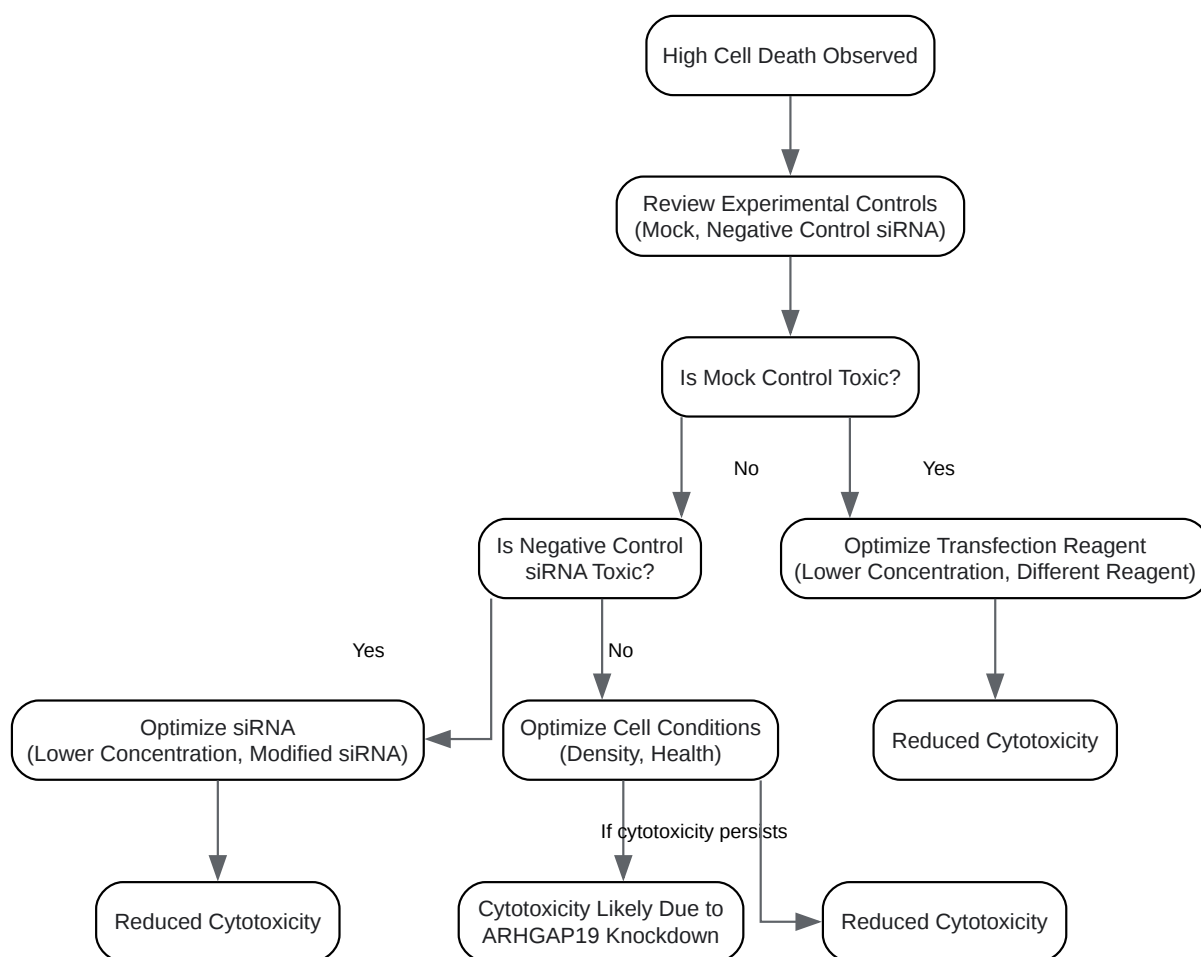 High Cell Death Observed
Review Experimental Controls
(Mock, Negative Control siRNA)
Is Mock Control Toxic?
No
Yes
Is Negative Control
siRNA Toxic?
Optimize Transfection Reagent
(Lower Concentration, Different Reagent)
Yes
No
Optimize siRNA
(Lower Concentration, Modified siRNA)
Optimize Cell Conditions
(Density, Health)
Reduced Cytotoxicity
If cytotoxicity persists
Reduced Cytotoxicity
Cytotoxicity Likely Due to
ARHGAP19 Knockdown
Reduced Cytotoxicity